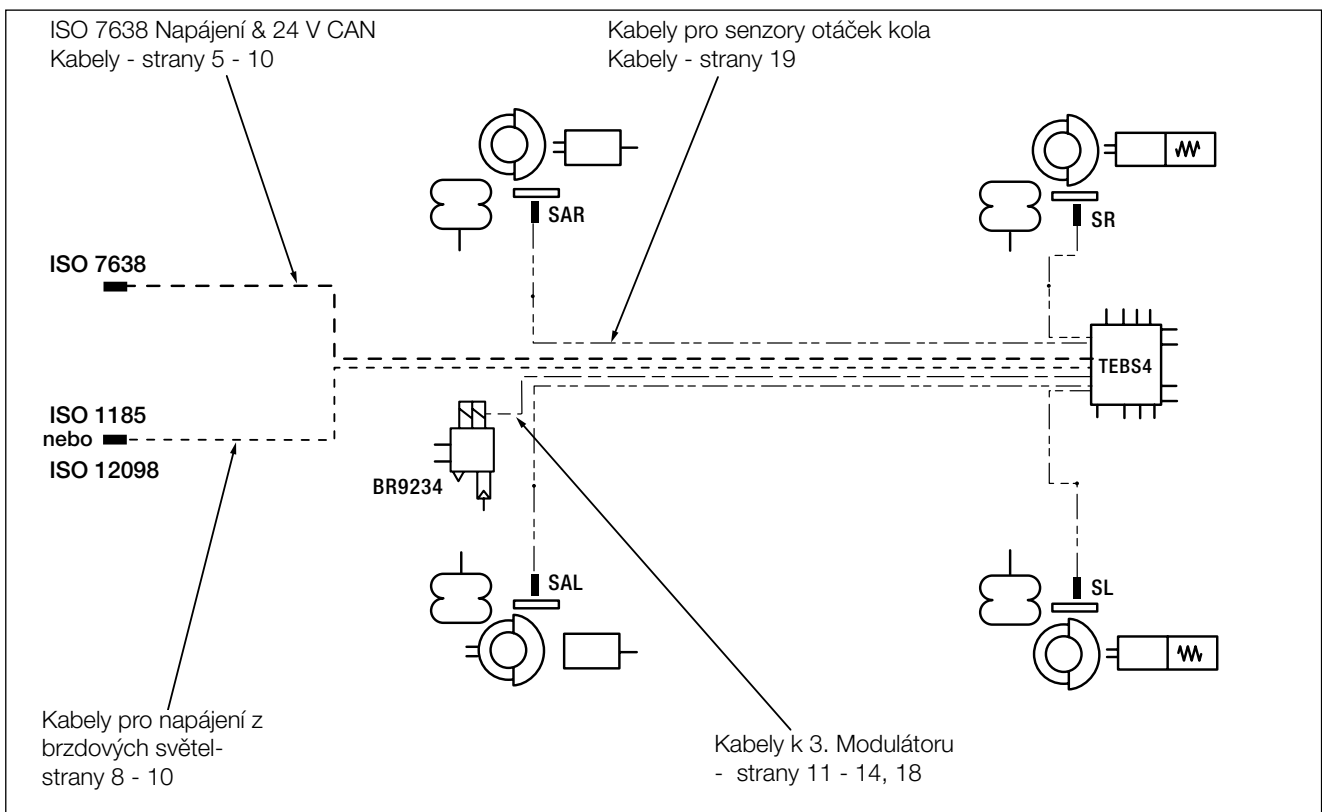 ISO 7638 Napájení & 24 V CAN
Kabely - strany 5 - 10
Kabely pro senzory otáček kola
Kabely - strany 19
SAR
SR
ISO 7638
TEBS4
ISO 1185
nebo
ISO 12098
BR9234
SAL
SL
Kabely pro napájení z
brzdových světel-
strany 8 - 10
Kabely k 3. Modulátoru
- strany 11 - 14, 18